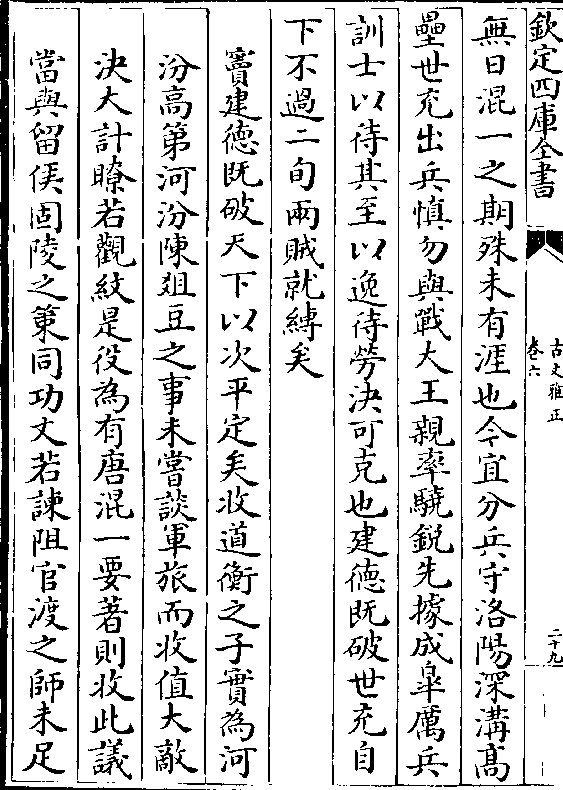 欽定四庫全書
古文雅正
卷六
二十九
無日混一之期殊未有涯也今宜分兵守洛陽深溝高
壘世充出兵慎勿與戰大王親率驍銳先據成臯厲兵
訓士以待其至以逸待勞決可克也建德既破世充自
下不過二旬兩賊就縛矣
竇建德既破天下以次平定矣收道衡之子實為河
汾高第河汾陳俎豆之事未嘗談軍旅而收值大敵
決大計瞭若觀紋是役為有唐混一要著則收此議
當與留侯固陵之策同功文若諫阻官渡之師未足